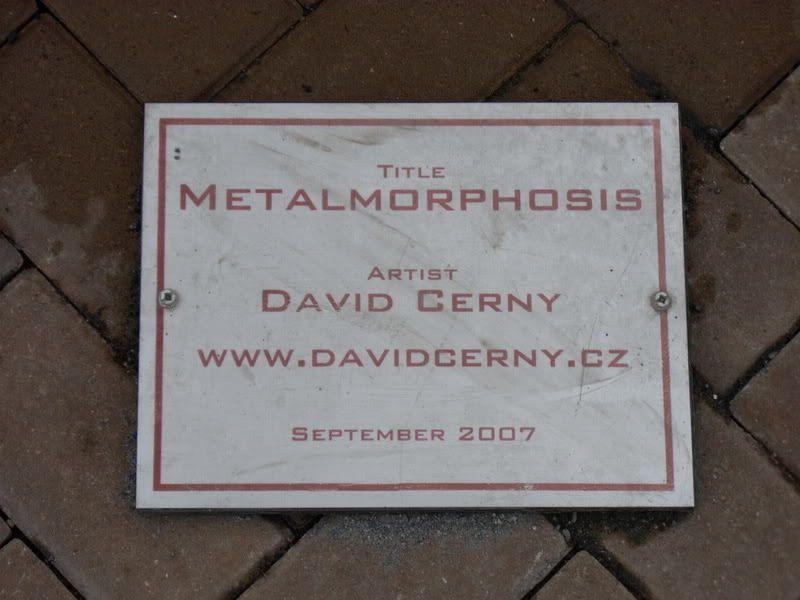 Title
Metalmorphosis
Artist
David Cerny
www.davidcerny.cz
September 2007